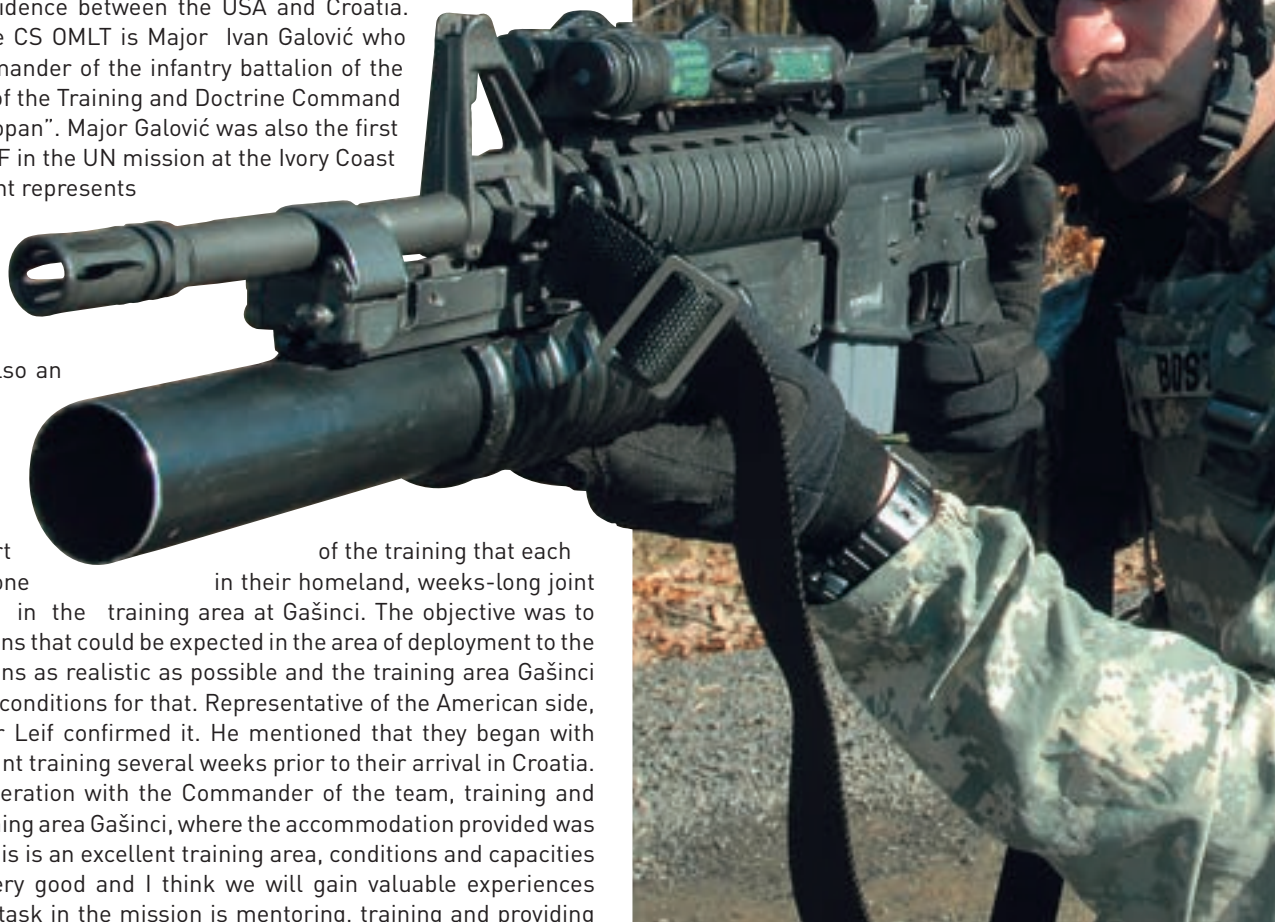 idence between the USA and Croatia.
e CS OMLT is Major Ivan Galović who
mander of the infantry battalion of the
of the Training and Doctrine Command
opan”. Major Galović was also the first
F in the UN mission at the Ivory Coast
nt represents
lso an
rt of the training that each
one in their homeland, weeks-long joint
in the training area at Gašinci. The objective was to
ns that could be expected in the area of deployment to the
ns as realistic as possible and the training area Gašinci
conditions for that. Representative of the American side,
r Leif confirmed it. He mentioned that they began with
nt training several weeks prior to their arrival in Croatia.
eration with the Commander of the team, training and
ning area Gašinci, where the accommodation provided was
is is an excellent training area, conditions and capacities
ery good and I think we will gain valuable experiences
task in the mission is mentoring, training and providing
BOS